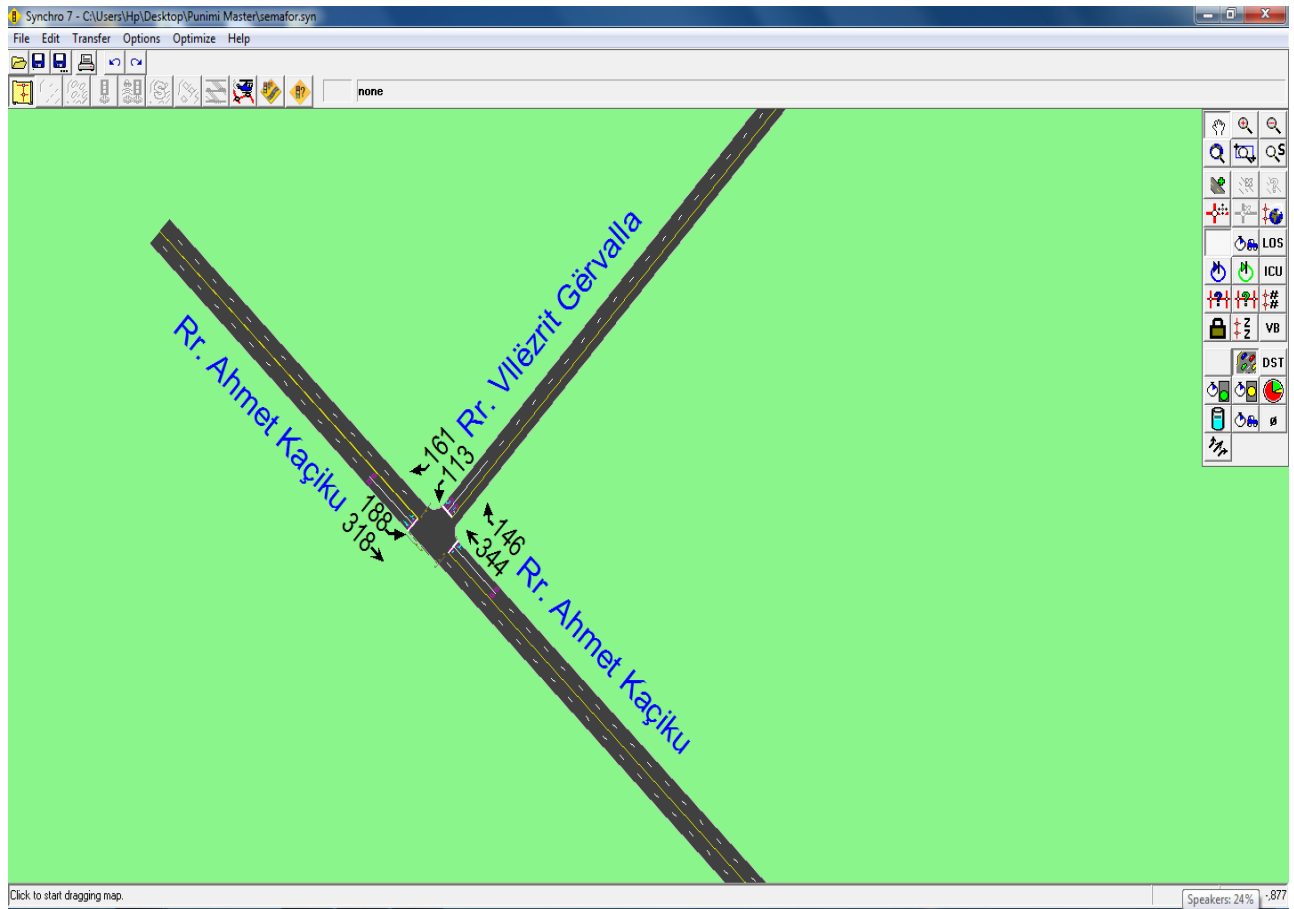 Synchro 7 - C:\Users\Hp\Desktop\Punimi Master\semafor.syn
File Edit Transfer Options Optimize Help
none
S
LOS
ICU
# #
Z Z
VB
DST
ø
Rr. Vllëzrit Gërvalla
Rr. Ahmet Kaçiku
161
113
188
318
146
344
Rr. Ahmet Kaçiku
Click to start dragging map.
Speakers: 24%
-,877